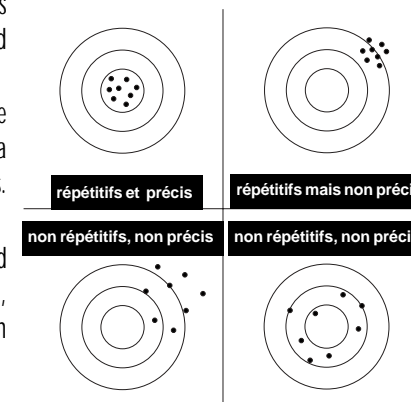 s
d
e
a
s.
répétitifs et précis
répétitifs mais non préci
non répétitifs, non précis
non répétitifs, non préci
d
,
n